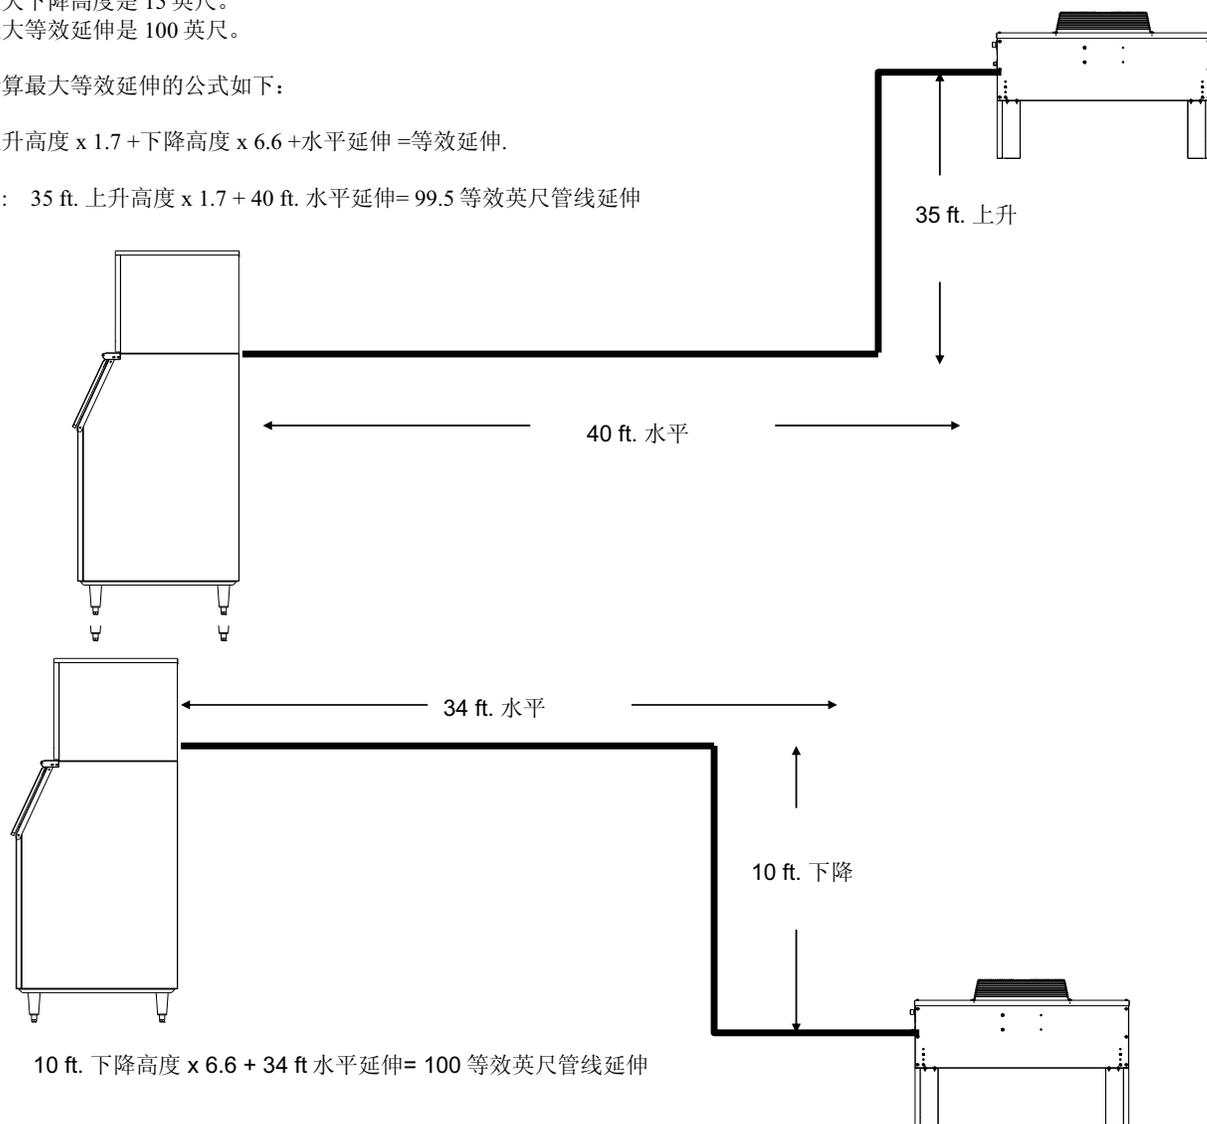 大下降高度是 15 英尺。
大等效延伸是 100 英尺。
算最大等效延伸的公式如下:
升高度 x 1.7 +下降高度 x 6.6 +水平延伸 =等效延伸.
: 35 ft. 上升高度 x 1.7 + 40 ft. 水平延伸= 99.5 等效英尺管线延伸
35 ft. 上升
40 ft. 水平
34 ft. 水平
10 ft. 下降
10 ft. 下降高度 x 6.6 + 34 ft 水平延伸= 100 等效英尺管线延伸